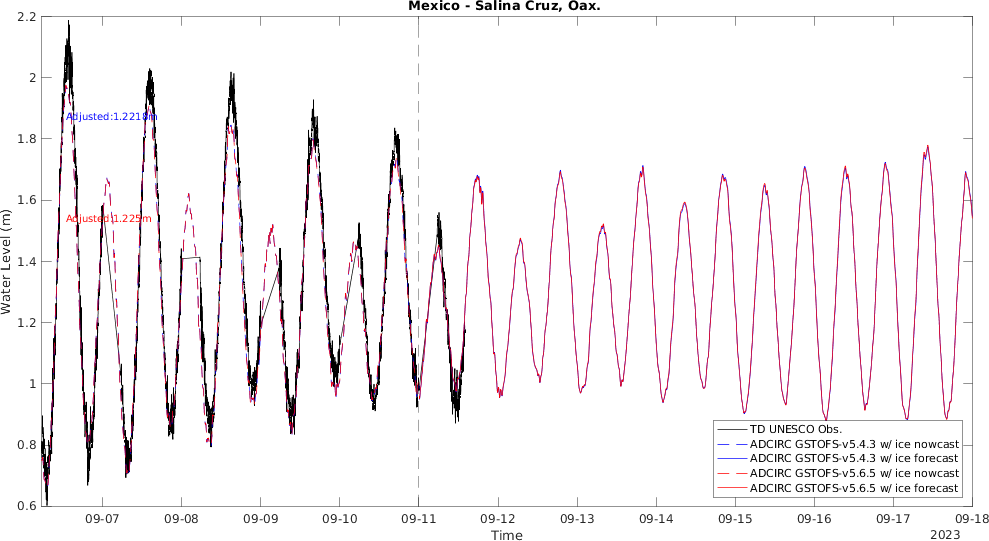 Mexico - Salina Cruz, Oax.
2.2
2
1.8
1.6
1.4
1.2
1
0.8
0.6
Water Level (m)
Adjusted:1.2218m
Adjusted:1.225m
TD UNESCO Obs.
ADCIRC GSTOFS-v5.4.3 w/ ice nowcast
ADCIRC GSTOFS-v5.4.3 w/ ice forecast
ADCIRC GSTOFS-v5.6.5 w/ ice nowcast
ADCIRC GSTOFS-v5.6.5 w/ ice forecast
09-07 09-08 09-09 09-10 09-11 09-12 09-13 09-14 09-15 09-16 09-17 09-18
Time
2023